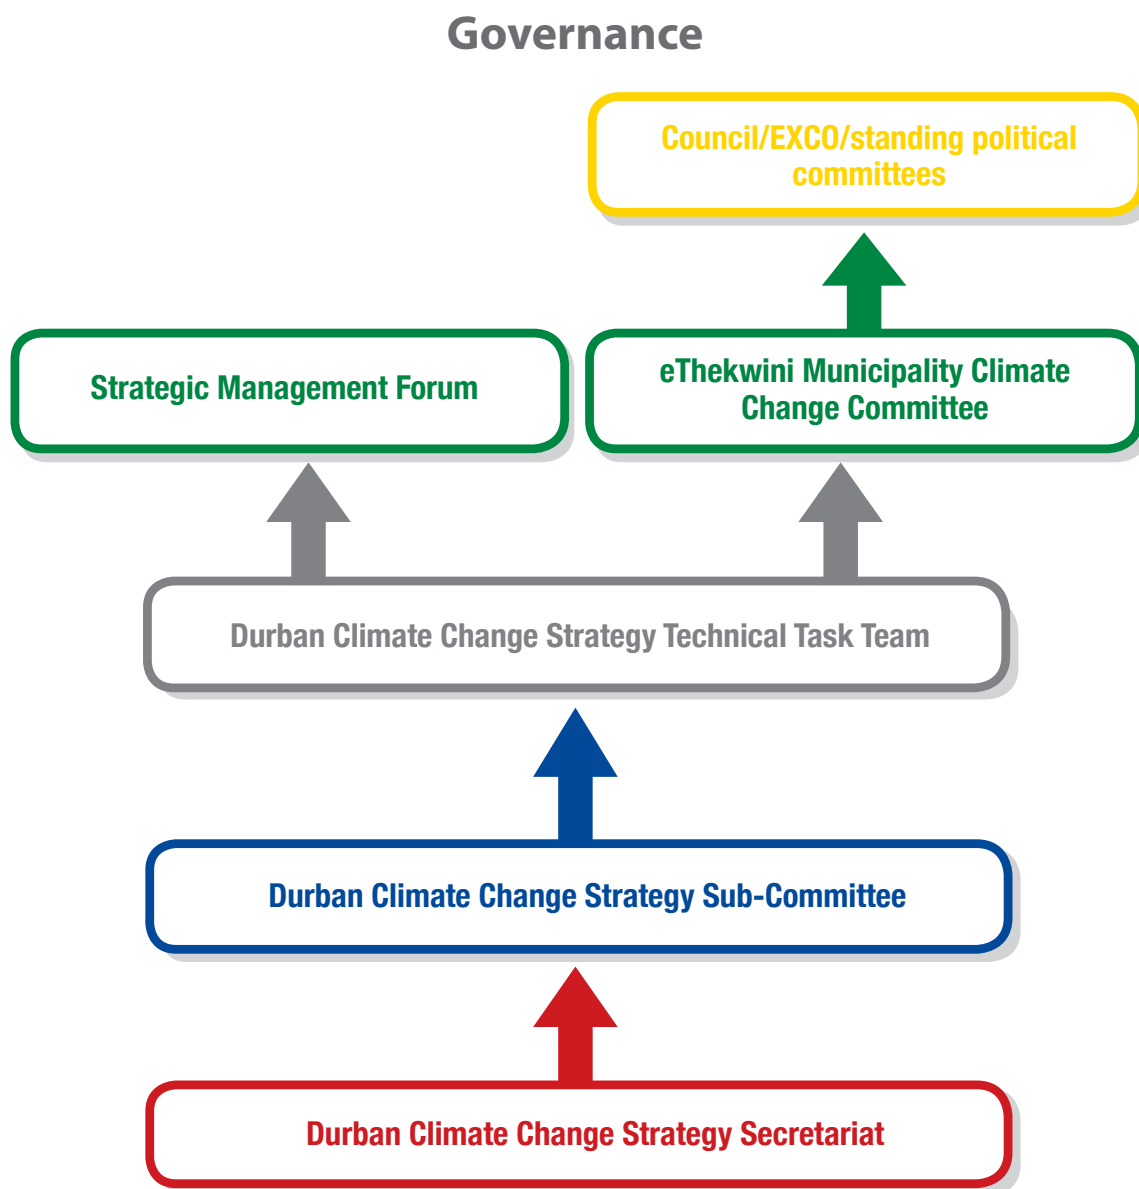 Governance
Council/EXCO/standing political
committees
Strategic Management Forum
eThekwini Municipality Climate
Change Committee
Durban Climate Change Strategy Technical Task Team
Durban Climate Change Strategy Sub-Committee
Durban Climate Change Strategy Secretariat